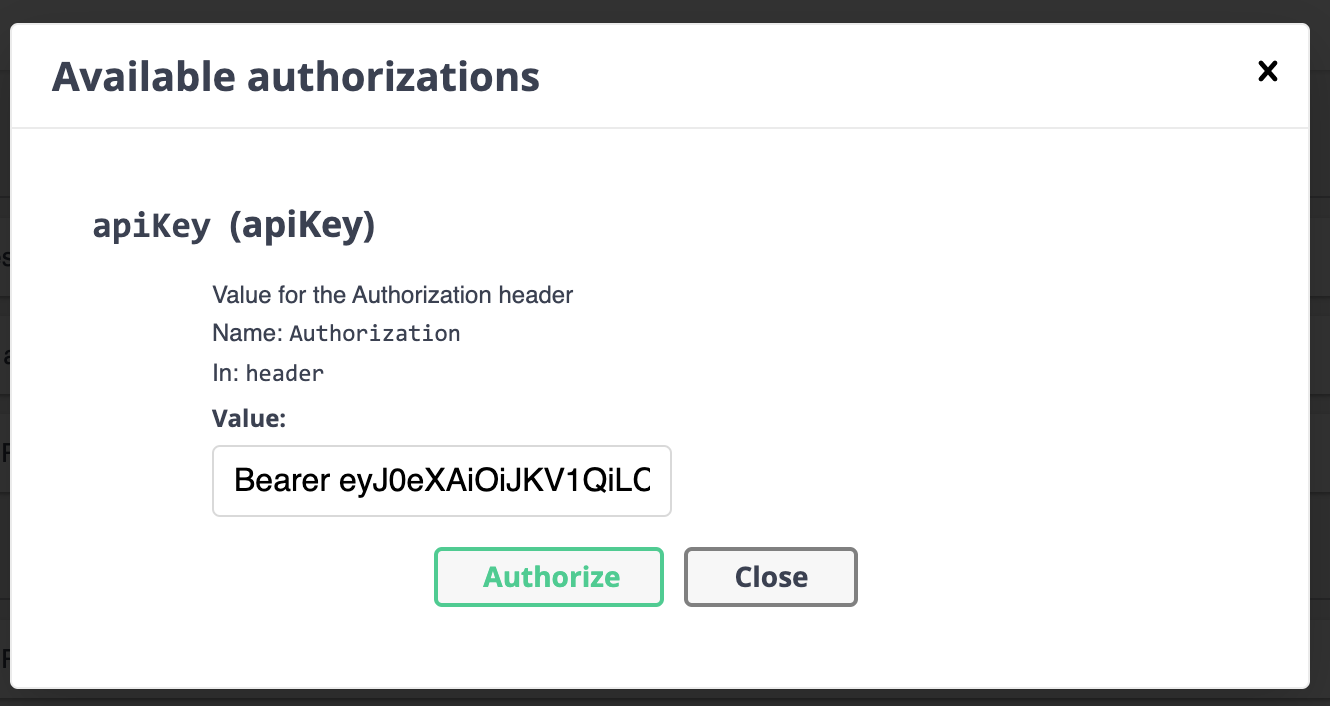 Available authorizations
apiKey (apiKey)
Value for the Authorization header
Name: Authorization
In: header
Value:
Bearer eyJ0eXAiOiJKV1QiLC
Authorize Close